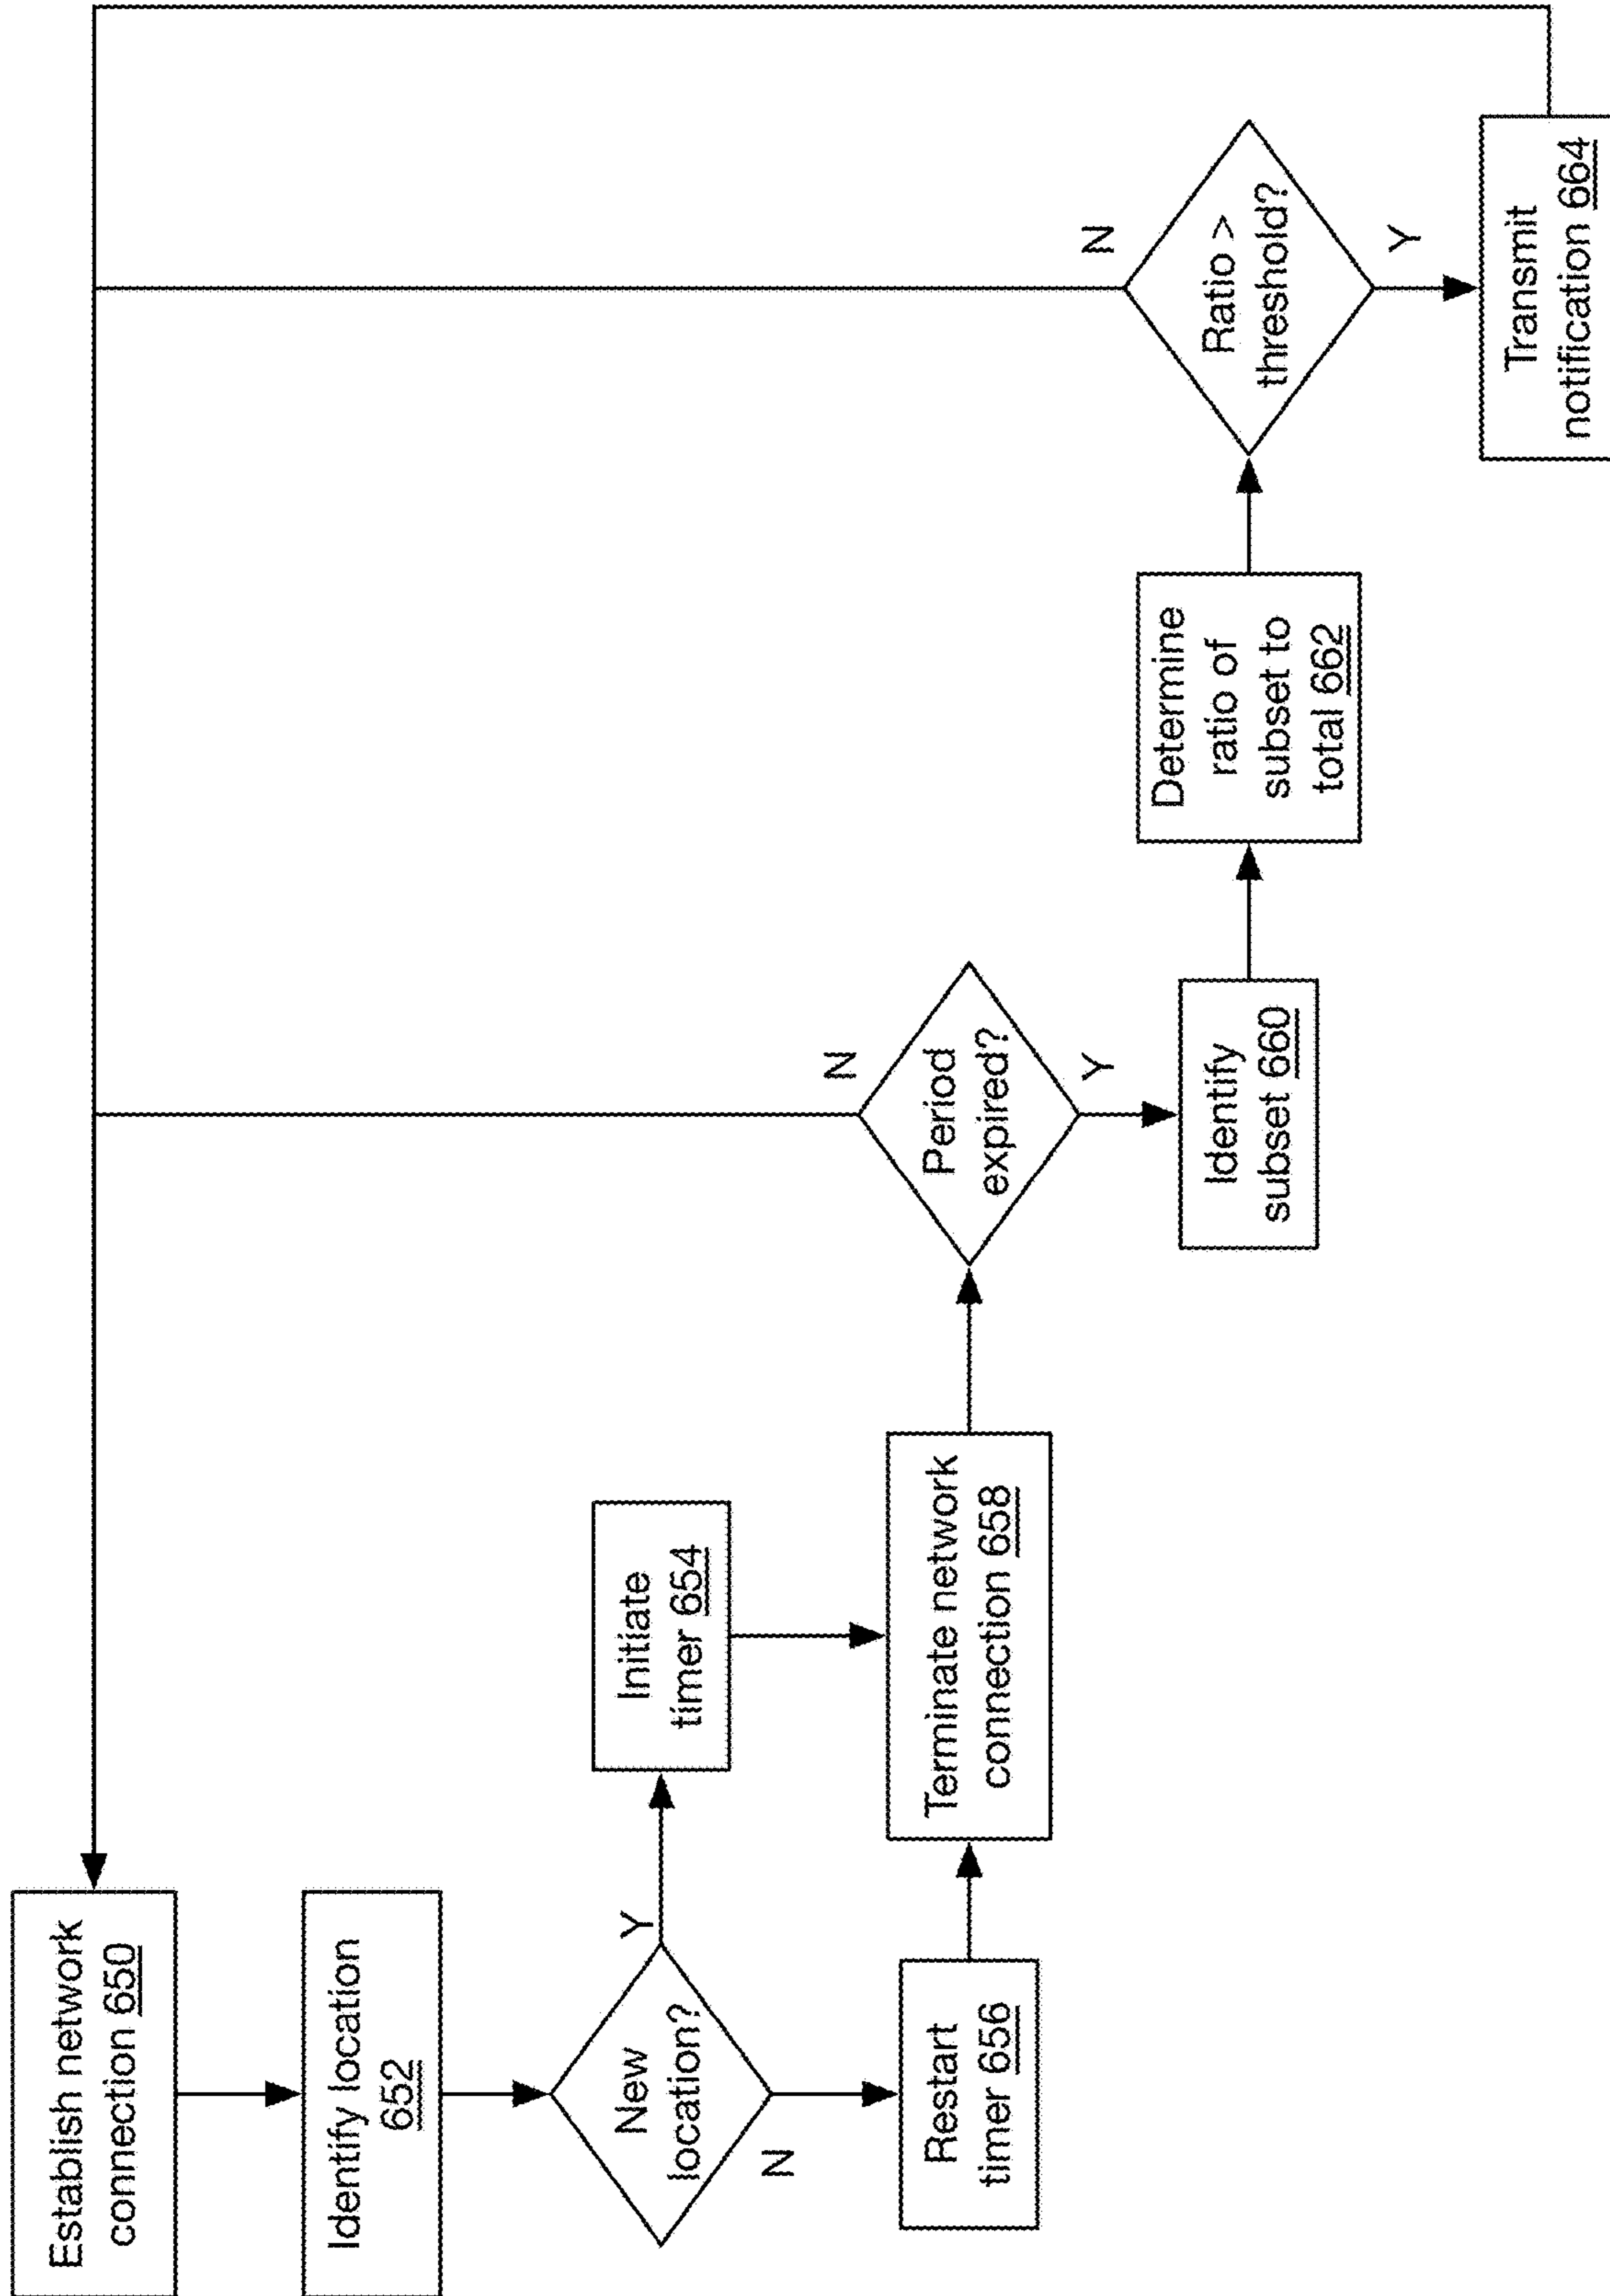 Establish network
connection 650
Identify location
652
New
location?
Y
N
Initiate
timer 654
Restart
timer 656
Terminate network
connection 658
Period
expired?
N
Y
Identify
subset 660
Determine
ratio of
subset to
total 662
Ratio >
threshold?
N
Y
Transmit
notification 664